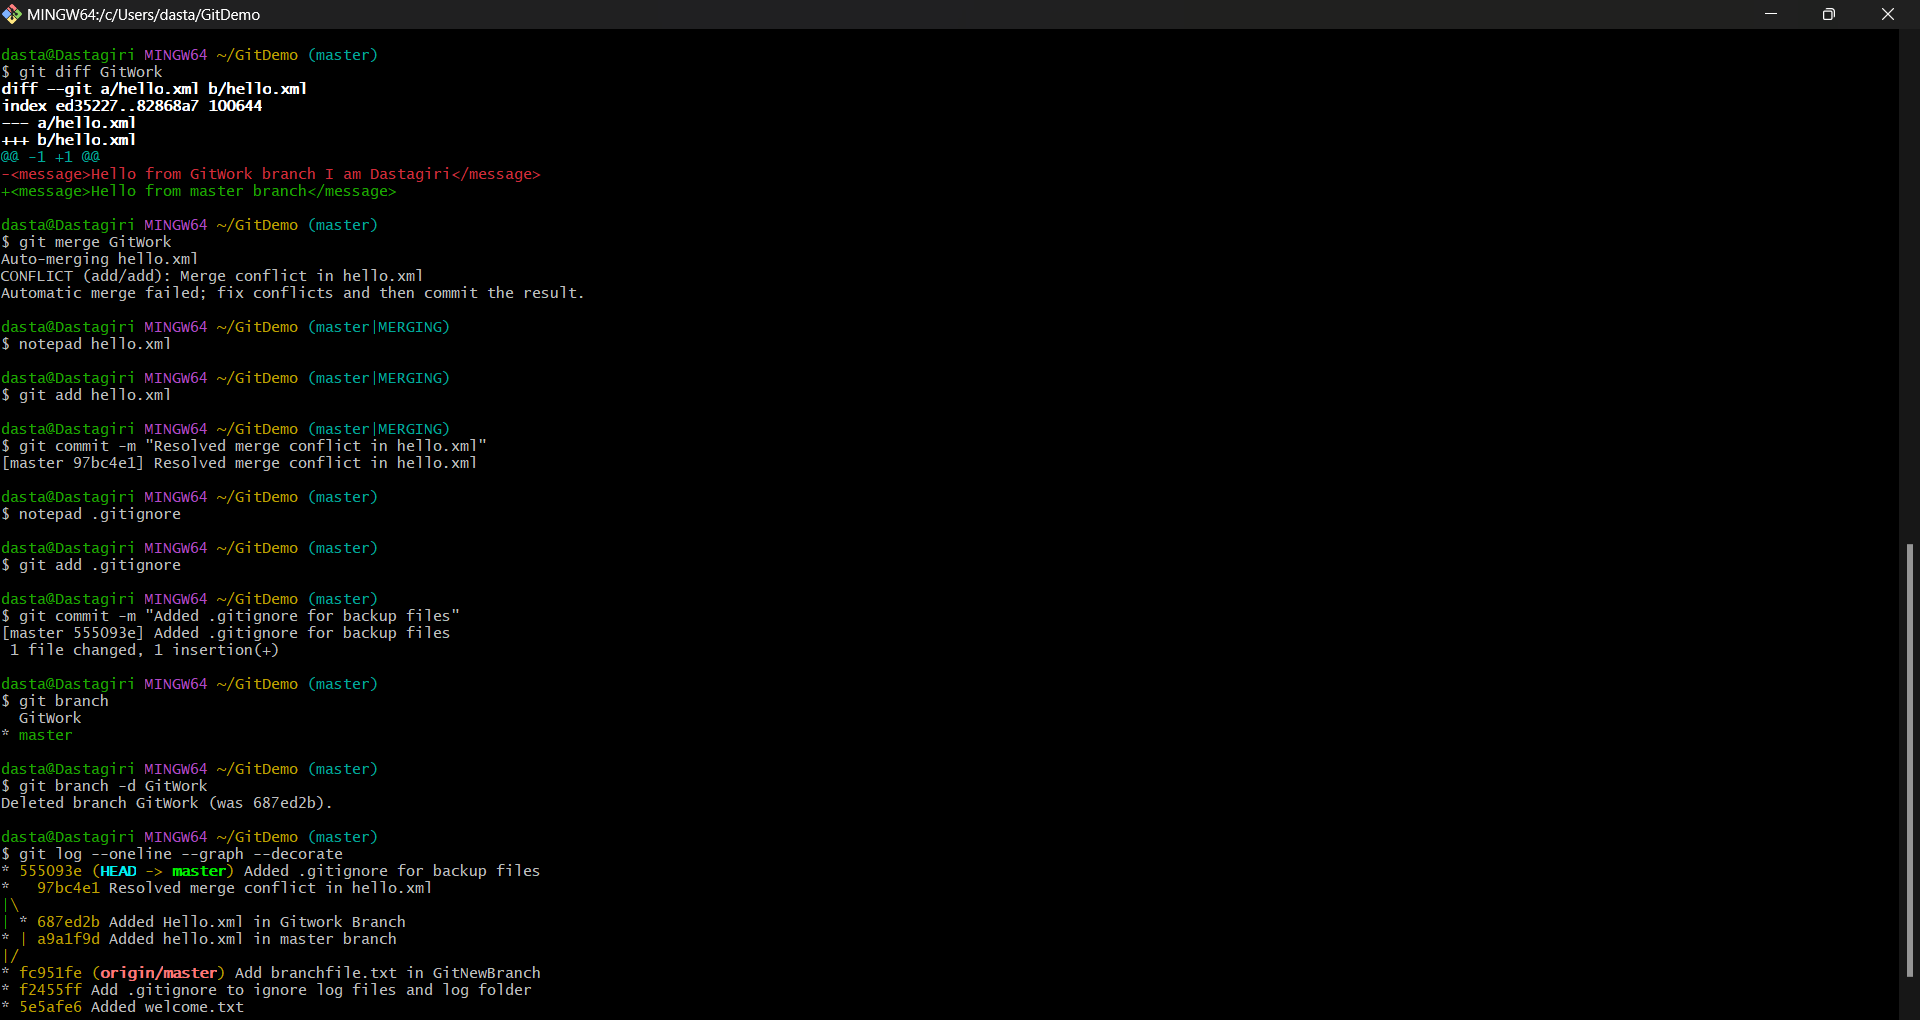 MINGW64:/c/Users/dasta/GitDemo
dasta@Dastagiri MINGW64 ~/GitDemo (master)
$ git diff GitWork
diff --git a/hello.xml b/hello.xml
index ed35227..82868a7 100644
--- a/hello.xml
+++ b/hello.xml
@@ -1 +1 @@
-<message>Hello from GitWork branch I am Dastagiri</message>
+<message>Hello from master branch</message>
dasta@Dastagiri MINGW64 ~/GitDemo (master)
$ git merge GitWork
Auto-merging hello.xml
CONFLICT (add/add): Merge conflict in hello.xml
Automatic merge failed; fix conflicts and then commit the result.
dasta@Dastagiri MINGW64 ~/GitDemo (master|MERGING)
$ notepad hello.xml
dasta@Dastagiri MINGW64 ~/GitDemo (master|MERGING)
$ git add hello.xml
dasta@Dastagiri MINGW64 ~/GitDemo (master|MERGING)
$ git commit -m "Resolved merge conflict in hello.xml"
[master 97bc4e1] Resolved merge conflict in hello.xml
dasta@Dastagiri MINGW64 ~/GitDemo (master)
$ notepad .gitignore
dasta@Dastagiri MINGW64 ~/GitDemo (master)
$ git add .gitignore
dasta@Dastagiri MINGW64 ~/GitDemo (master)
$ git commit -m "Added .gitignore for backup files"
[master 555093e] Added .gitignore for backup files
 1 file changed, 1 insertion(+)
dasta@Dastagiri MINGW64 ~/GitDemo (master)
$ git branch
  GitWork
* master
dasta@Dastagiri MINGW64 ~/GitDemo (master)
$ git branch -d GitWork
Deleted branch GitWork (was 687ed2b).
dasta@Dastagiri MINGW64 ~/GitDemo (master)
$ git log --oneline --graph --decorate
* 555093e (HEAD -> master) Added .gitignore for backup files
*   97bc4e1 Resolved merge conflict in hello.xml
|\
| * 687ed2b Added Hello.xml in Gitwork Branch
* | a9a1f9d Added hello.xml in master branch
|/
* fc951fe (origin/master) Add branchfile.txt in GitNewBranch
* f2455ff Add .gitignore to ignore log files and log folder
* 5e5afe6 Added welcome.txt